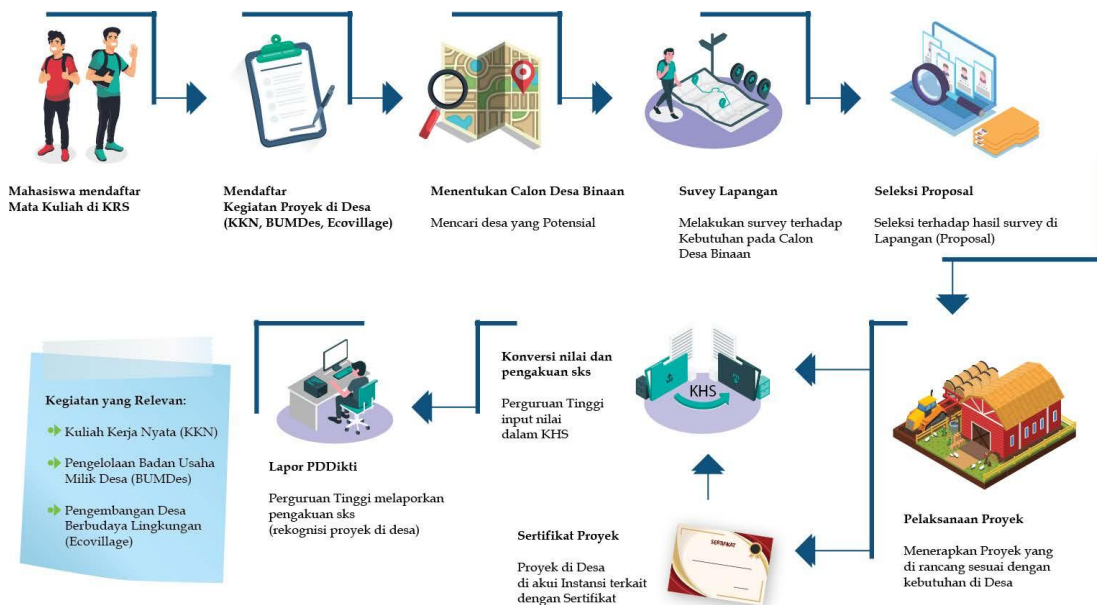 Mahasiswa mendaftar
Mata Kuliah di KRS
Mendaftar
Kegiatan Proyek di Desa
(KKN, BUMDes, Ecovillage)
Menentukan Calon Desa Binaan
Mencari desa yang Potensial
Suvey Lapangan
Melakukan survey terhadap
Kebutuhan pada Calon
Desa Binaan
Seleksi Proposal
Seleksi terhadap hasil survey di
Lapangan (Proposal)
Pelaksanaan Proyek
Menerapkan Proyek yang
di rancang sesuai dengan
kebutuhan di Desa
Konversi nilai dan
pengakuan sks
Perguruan Tinggi
input nilai
dalam KHS
KHS
Sertifikat Proyek
Proyek di Desa
di akui Instansi terkait
dengan Sertifikat
SERTIFIKAT
Lapor PDDikti
Perguruan Tinggi melaporkan
pengakuan sks
(rekognisi proyek di desa)
Kegiatan yang Relevan:
Kuliah Kerja Nyata (KKN)
Pengelolaan Badan Usaha
Milik Desa (BUMDes)
Pengembangan Desa
Berbudaya Lingkungan
(Ecovillage)